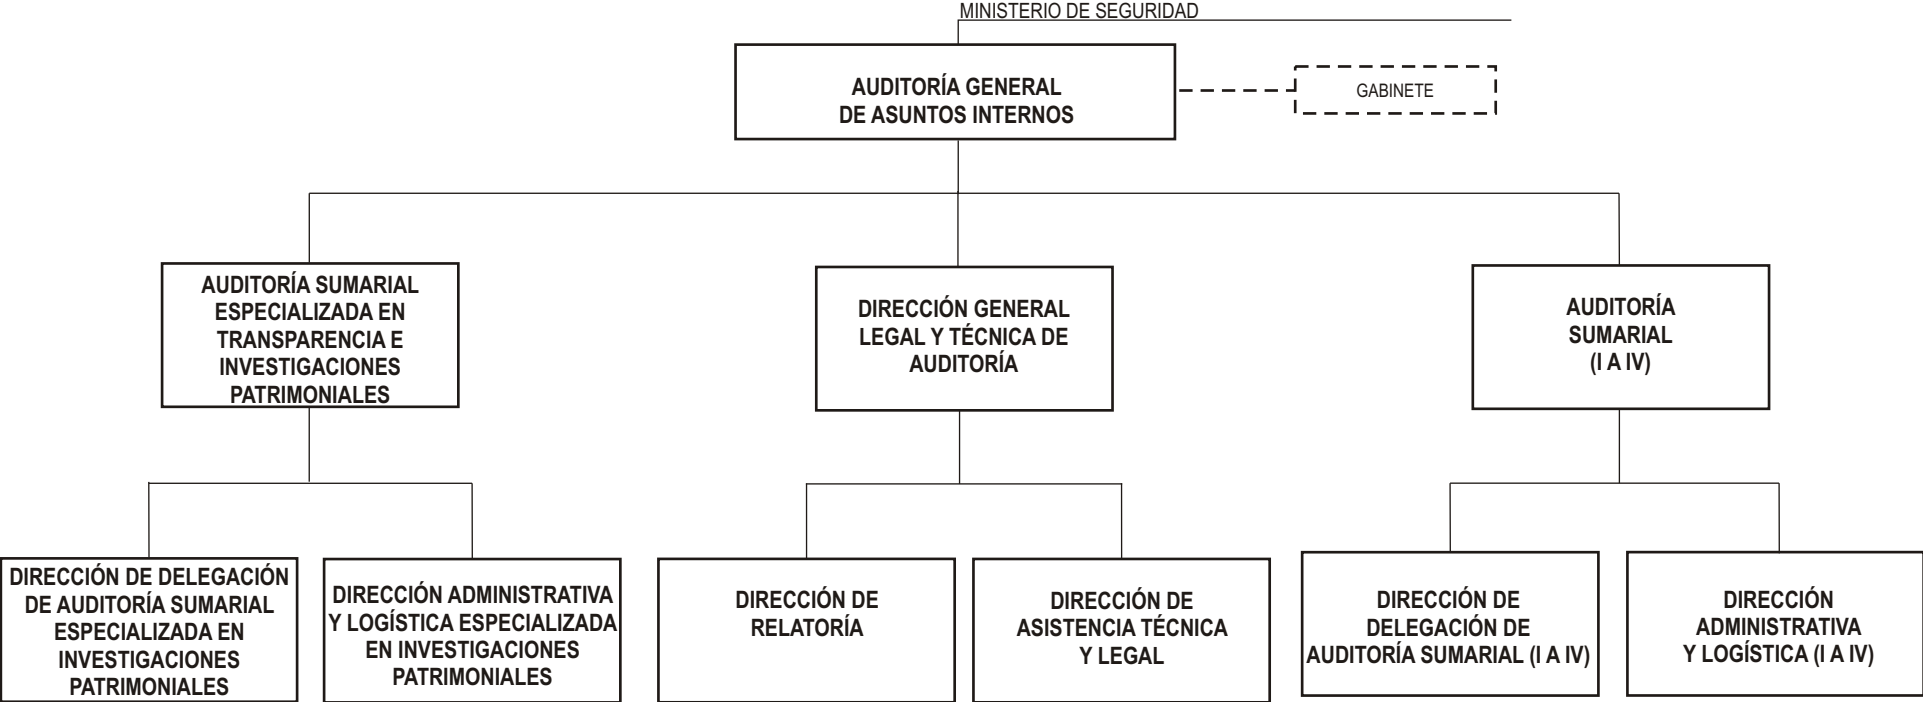 MINISTERIO DE SEGURIDAD
AUDITORÍA GENERAL
DE ASUNTOS INTERNOS
GABINETE
AUDITORÍA SUMARIAL
ESPECIALIZADA EN
TRANSPARENCIA E
INVESTIGACIONES
PATRIMONIALES
DIRECCIÓN GENERAL
LEGAL Y TÉCNICA DE
AUDITORÍA
AUDITORÍA
SUMARIAL
(I A IV)
DIRECCIÓN DE DELEGACIÓN
DE AUDITORÍA SUMARIAL
ESPECIALIZADA EN
INVESTIGACIONES
PATRIMONIALES
DIRECCIÓN ADMINISTRATIVA
Y LOGÍSTICA ESPECIALIZADA
EN INVESTIGACIONES
PATRIMONIALES
DIRECCIÓN DE
RELATORÍA
DIRECCIÓN DE
ASISTENCIA TÉCNICA
Y LEGAL
DIRECCIÓN DE
DELEGACIÓN DE
AUDITORÍA SUMARIAL (I A IV)
DIRECCIÓN
ADMINISTRATIVA
Y LOGÍSTICA (I A IV)